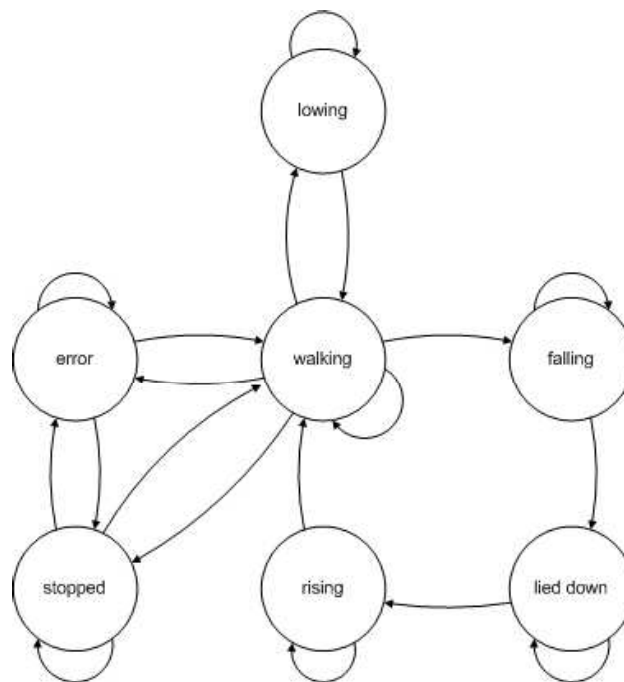 lowing
error
walking
falling
stopped
rising
lied down